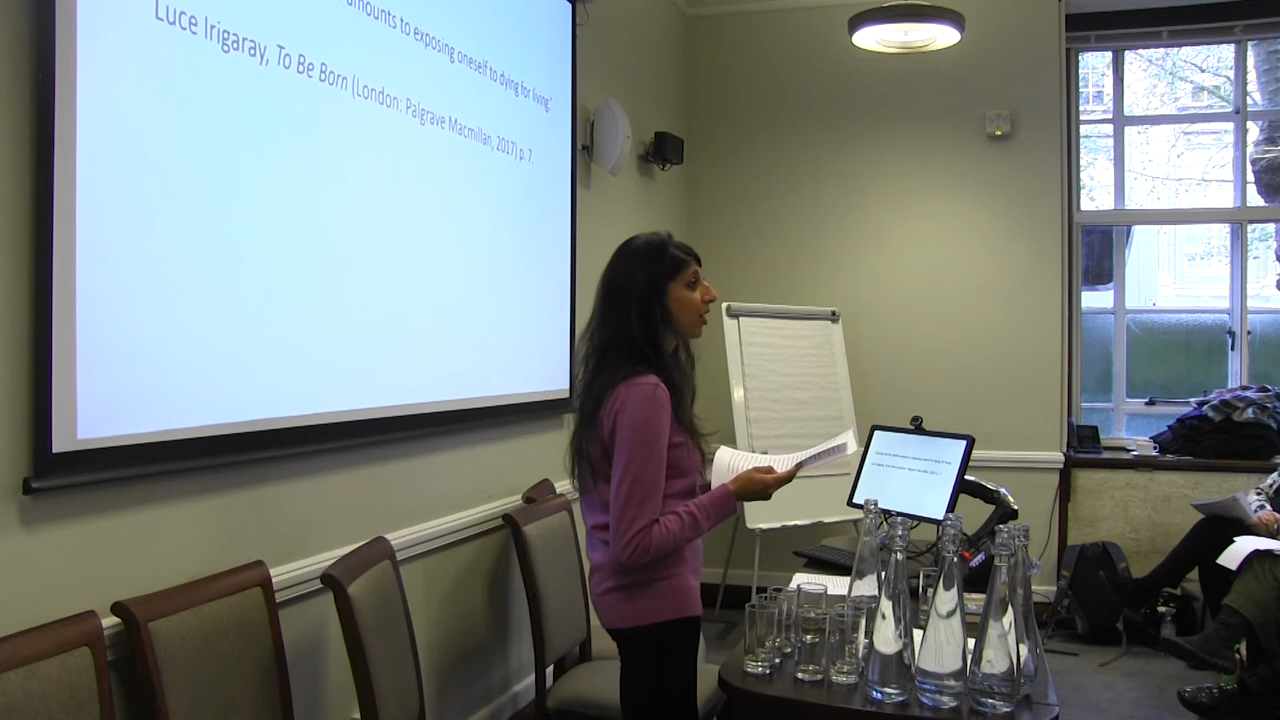 amounts to exposing oneself to dying for living.'
Luce Irigaray, To Be Born (London: Palgrave Macmillan, 2017) p. 7.